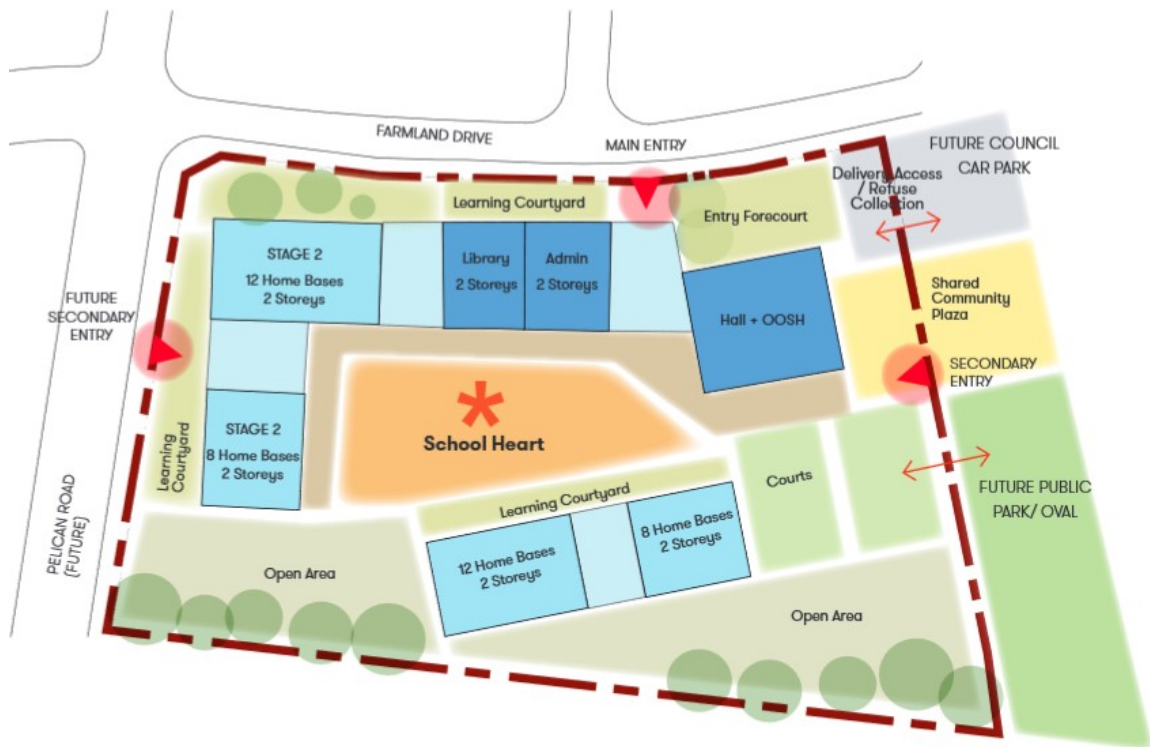 FARMLAND DRIVE
MAIN ENTRY
FUTURE COUNCIL
CAR PARK
Delivery Access
/ Refuse
Collection
Learning Courtyard
Entry Forecourt
STAGE 2
12 Home Bases
2 Storeys
Library
2 Storeys
Admin
2 Storeys
Hall + OOSH
Shared
Community
Plaza
FUTURE
SECONDARY
ENTRY
SECONDARY
ENTRY
*
School Heart
STAGE 2
8 Home Bases
2 Storeys
Learning
Courtyard
Learning Courtyard
Courts
FUTURE PUBLIC
PARK/ OVAL
12 Home Bases
2 Storeys
8 Home Bases
2 Storeys
PELICAN ROAD
(FUTURE)
Open Area
Open Area